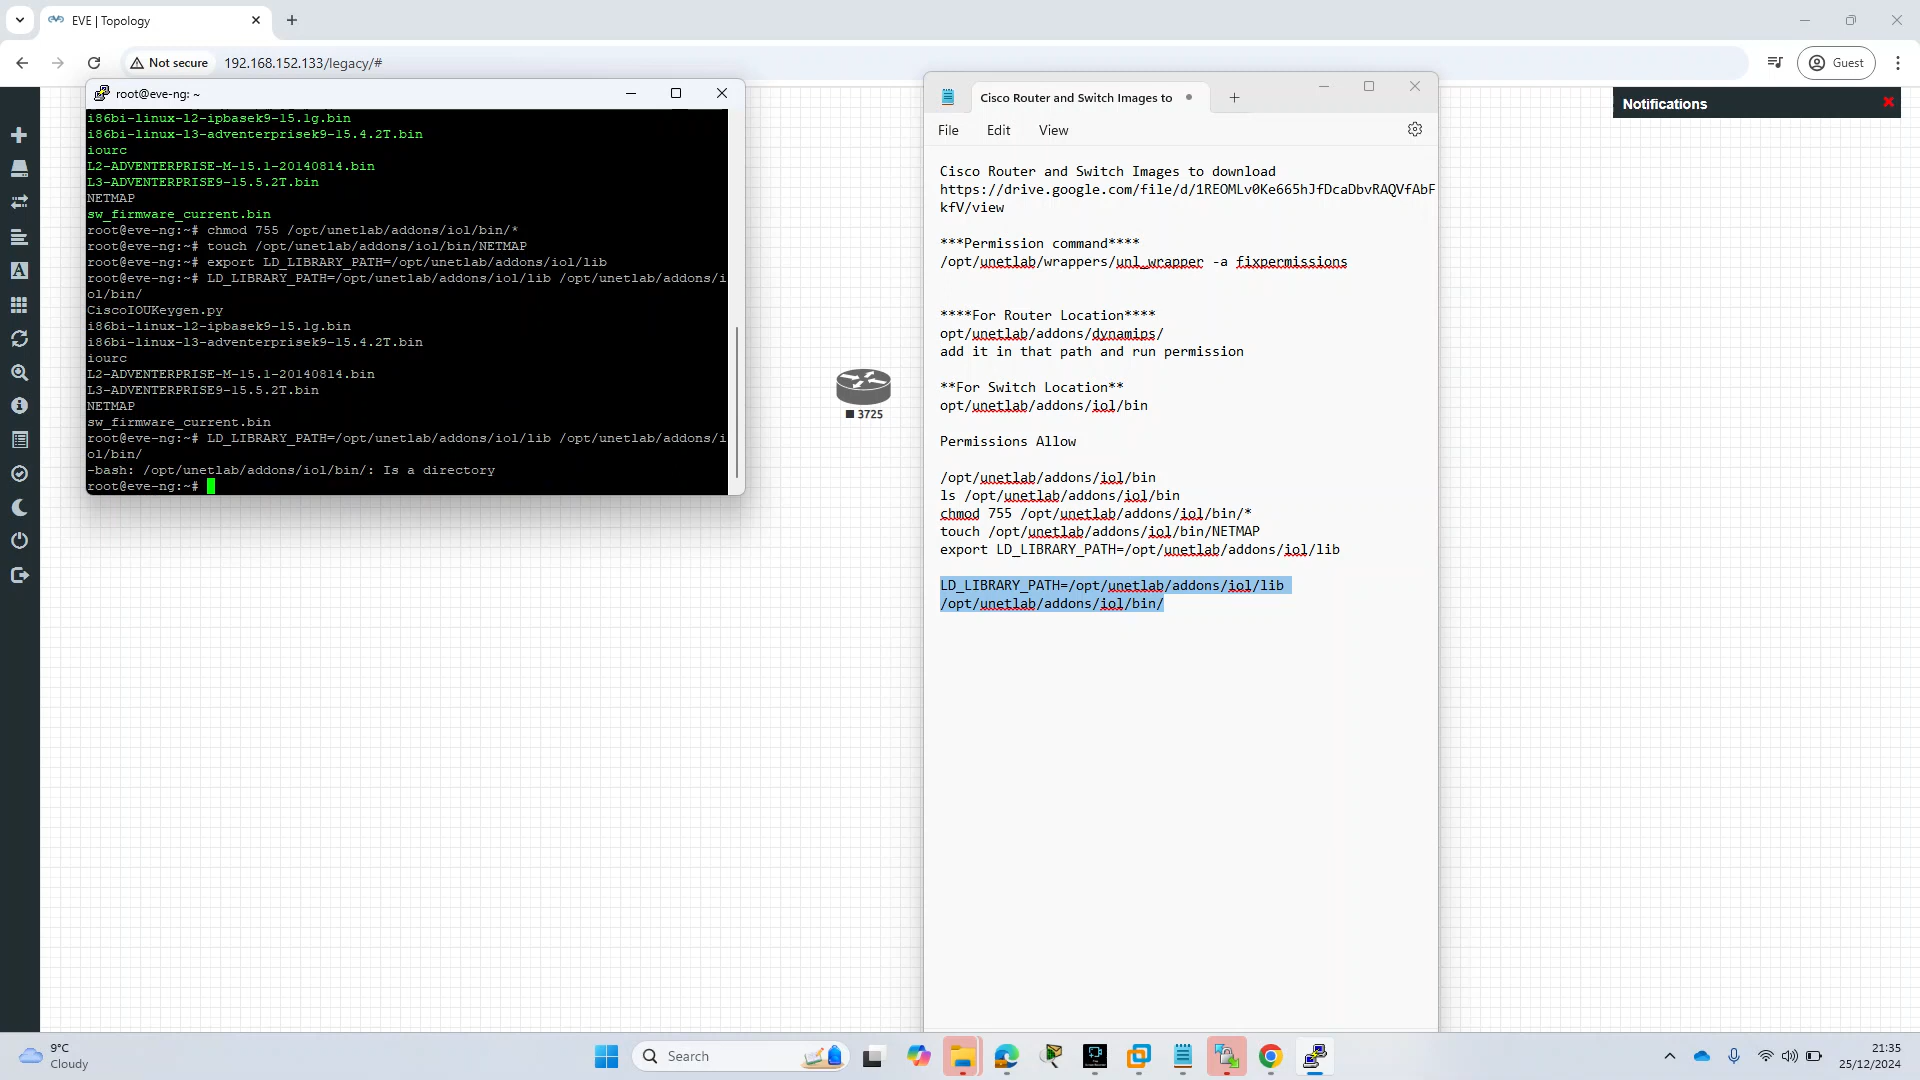 EVE | Topology
Not secure
192.168.152.133/legacy/#
Guest
root@eve-ng: ~
i86bi-linux-l2-ipbasek9-15.1g.bin
i86bi-linux-l3-adventerprisek9-15.4.2T.bin
iourc
L2-ADVENTERPRISE-M-15.1-20140814.bin
L3-ADVENTERPRISE9-15.5.2T.bin
NETMAP
sw_firmware_current.bin
root@eve-ng:~# chmod 755 /opt/unetlab/addons/iol/bin/*
root@eve-ng:~# touch /opt/unetlab/addons/iol/bin/NETMAP
root@eve-ng:~# export LD_LIBRARY_PATH=/opt/unetlab/addons/iol/lib
root@eve-ng:~# LD_LIBRARY_PATH=/opt/unetlab/addons/iol/lib /opt/unetlab/addons/i
ol/bin/
CiscoIOUKeygen.py
i86bi-linux-l2-ipbasek9-15.1g.bin
i86bi-linux-l3-adventerprisek9-15.4.2T.bin
iourc
L2-ADVENTERPRISE-M-15.1-20140814.bin
L3-ADVENTERPRISE9-15.5.2T.bin
NETMAP
sw_firmware_current.bin
root@eve-ng:~# LD_LIBRARY_PATH=/opt/unetlab/addons/iol/lib /opt/unetlab/addons/i
ol/bin/
-bash: /opt/unetlab/addons/iol/bin/: Is a directory
root@eve-ng:~#
3725
Cisco Router and Switch Images to
File Edit View
Cisco Router and Switch Images to download
https://drive.google.com/file/d/1REOMLv0Ke665hJfDcaDbvRAQVfAbF
kfV/view
***Permission command****
/opt/unetlab/wrappers/unl_wrapper -a fixpermissions
****For Router Location****
opt/unetlab/addons/dynamips/
add it in that path and run permission
**For Switch Location**
opt/unetlab/addons/iol/bin
Permissions Allow
/opt/unetlab/addons/iol/bin
ls /opt/unetlab/addons/iol/bin
chmod 755 /opt/unetlab/addons/iol/bin/*
touch /opt/unetlab/addons/iol/bin/NETMAP
export LD_LIBRARY_PATH=/opt/unetlab/addons/iol/lib
LD_LIBRARY_PATH=/opt/unetlab/addons/iol/lib
/opt/unetlab/addons/iol/bin/
Notifications
9°C
Cloudy
Search
21:35
25/12/2024